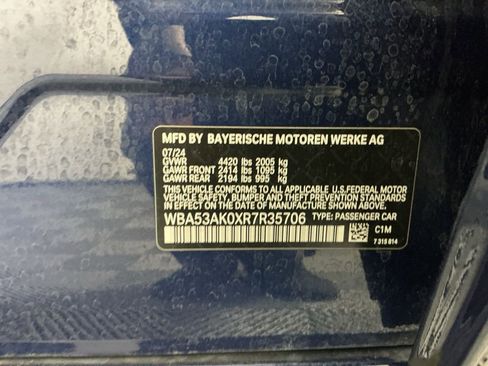 MFD BY BAYERISCHE MOTOREN WERKE AG
07/24
GVWR 4420 lbs 2005 kg
GAWR FRONT 2414 lbs 1095 kg
GAWR REAR 2194 lbs 995 kg
THIS VEHICLE CONFORMS TO ALL APPLICABLE U.S.FEDERAL MOTOR
VEHICLE SAFETY, BUMPER AND THEFT PREVENTION STANDARDS
IN EFFECT ON THE DATE OF MANUFACTURE SHOWN ABOVE.
WBA53AK0XR7R35706 TYPE: PASSENGER CAR
C1M
7 315 814